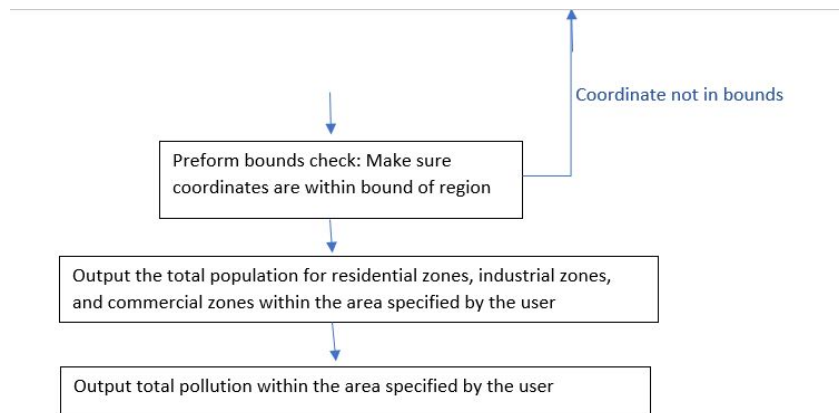 Coordinate not in bounds
Preform bounds check: Make sure
coordinates are within bound of region
Output the total population for residential zones, industrial zones,
and commercial zones within the area specified by the user
Output total pollution within the area specified by the user